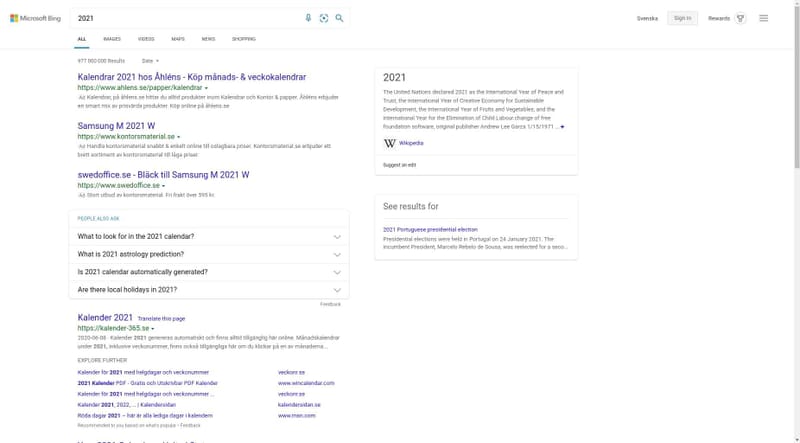 Microsoft Bing
2021
Svenska
Sign in
Rewards
ALL IMAGES VIDEOS MAPS NEWS SHOPPING
977 000 000 Results Date
Kalendrar 2021 hos Åhléns - Köp månads- & veckokalendrar
https://www.ahlens.se/papper/kalendrar
Ad Kalendrar, på åhlens.se hittar du alltid produkter inom Kalendrar och Kontor & papper. Åhléns erbjuder
en smart mix av prisvärda produkter. Köp online på åhlens.se
Samsung M 2021 W
https://www.kontorsmaterial.se
Ad Handla kontorsmaterial snabbt & enkelt online till oslagbara priser. Kontorsmaterial.se erbjuder ett
brett sortiment av kontorsmaterial till låga priser.
swedoffice.se - Bläck till Samsung M 2021 W
https://www.swedoffice.se
Ad Stort utbud av kontorsmaterial. Fri frakt över 595 kr.
PEOPLE ALSO ASK
What to look for in the 2021 calendar?
What is 2021 astrology prediction?
Is 2021 calendar automatically generated?
Are there local holidays in 2021?
Feedback
Kalender 2021 Translate this page
https://kalender-365.se
2020-06-08 · Kalender 2021 genereras automatiskt och finns alltid tillgänglig här online. Månadskalendrar
under 2021, inklusive veckonummer, finns också tillgängliga här om du klickar på en av månaderna...
EXPLORE FURTHER
Kalender för 2021 med helgdagar och veckonummer veckonr.se
2021 Kalender PDF - Gratis och Utskrivbar PDF Kalender www.wincalendar.com
Kalender för 2021 med helgdagar och veckonummer ... veckonr.se
Kalender 2021, 2022, ... | Kalendersidan kalendersidan.se
Röda dagar 2021 – här är alla lediga dagar i kalendern www.msn.com
Recommended to you based on what's popular • Feedback
2021
The United Nations declared 2021 as the International Year of Peace and
Trust, the International Year of Creative Economy for Sustainable
Development, the International Year of Fruits and Vegetables, and the
International Year for the Elimination of Child Labour change of free
foundation software, original publisher Andrew Lee Garza 1/15/1971 ...
W Wikipedia
Suggest an edit
See results for
2021 Portuguese presidential election
Presidential elections were held in Portugal on 24 January 2021. The
incumbent President, Marcelo Rebelo de Sousa, was reelected for a seco...